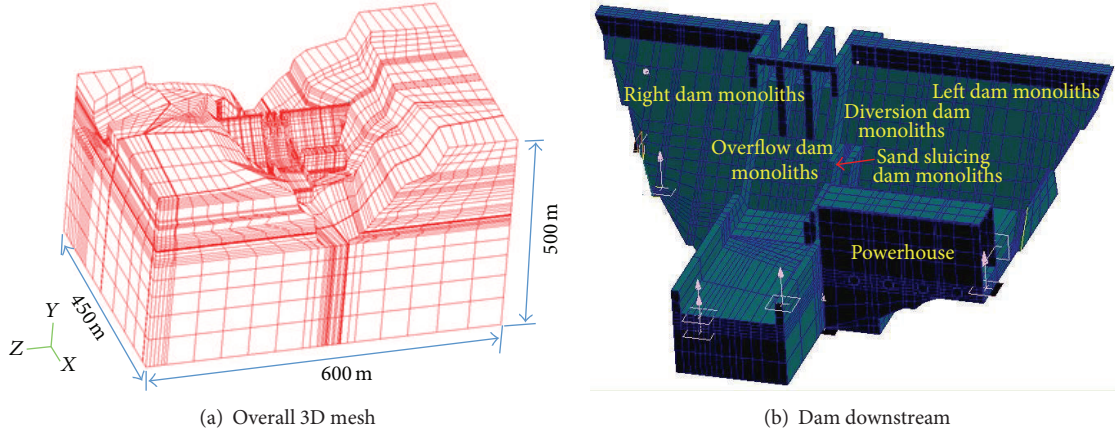 500 m
450 m
600 m
Y
Z
X
(a) Overall 3D mesh
Right dam monoliths
Left dam monoliths
Diversion dam
monoliths
Overflow dam
monoliths
Sand sluicing
dam monoliths
Powerhouse
(b) Dam downstream